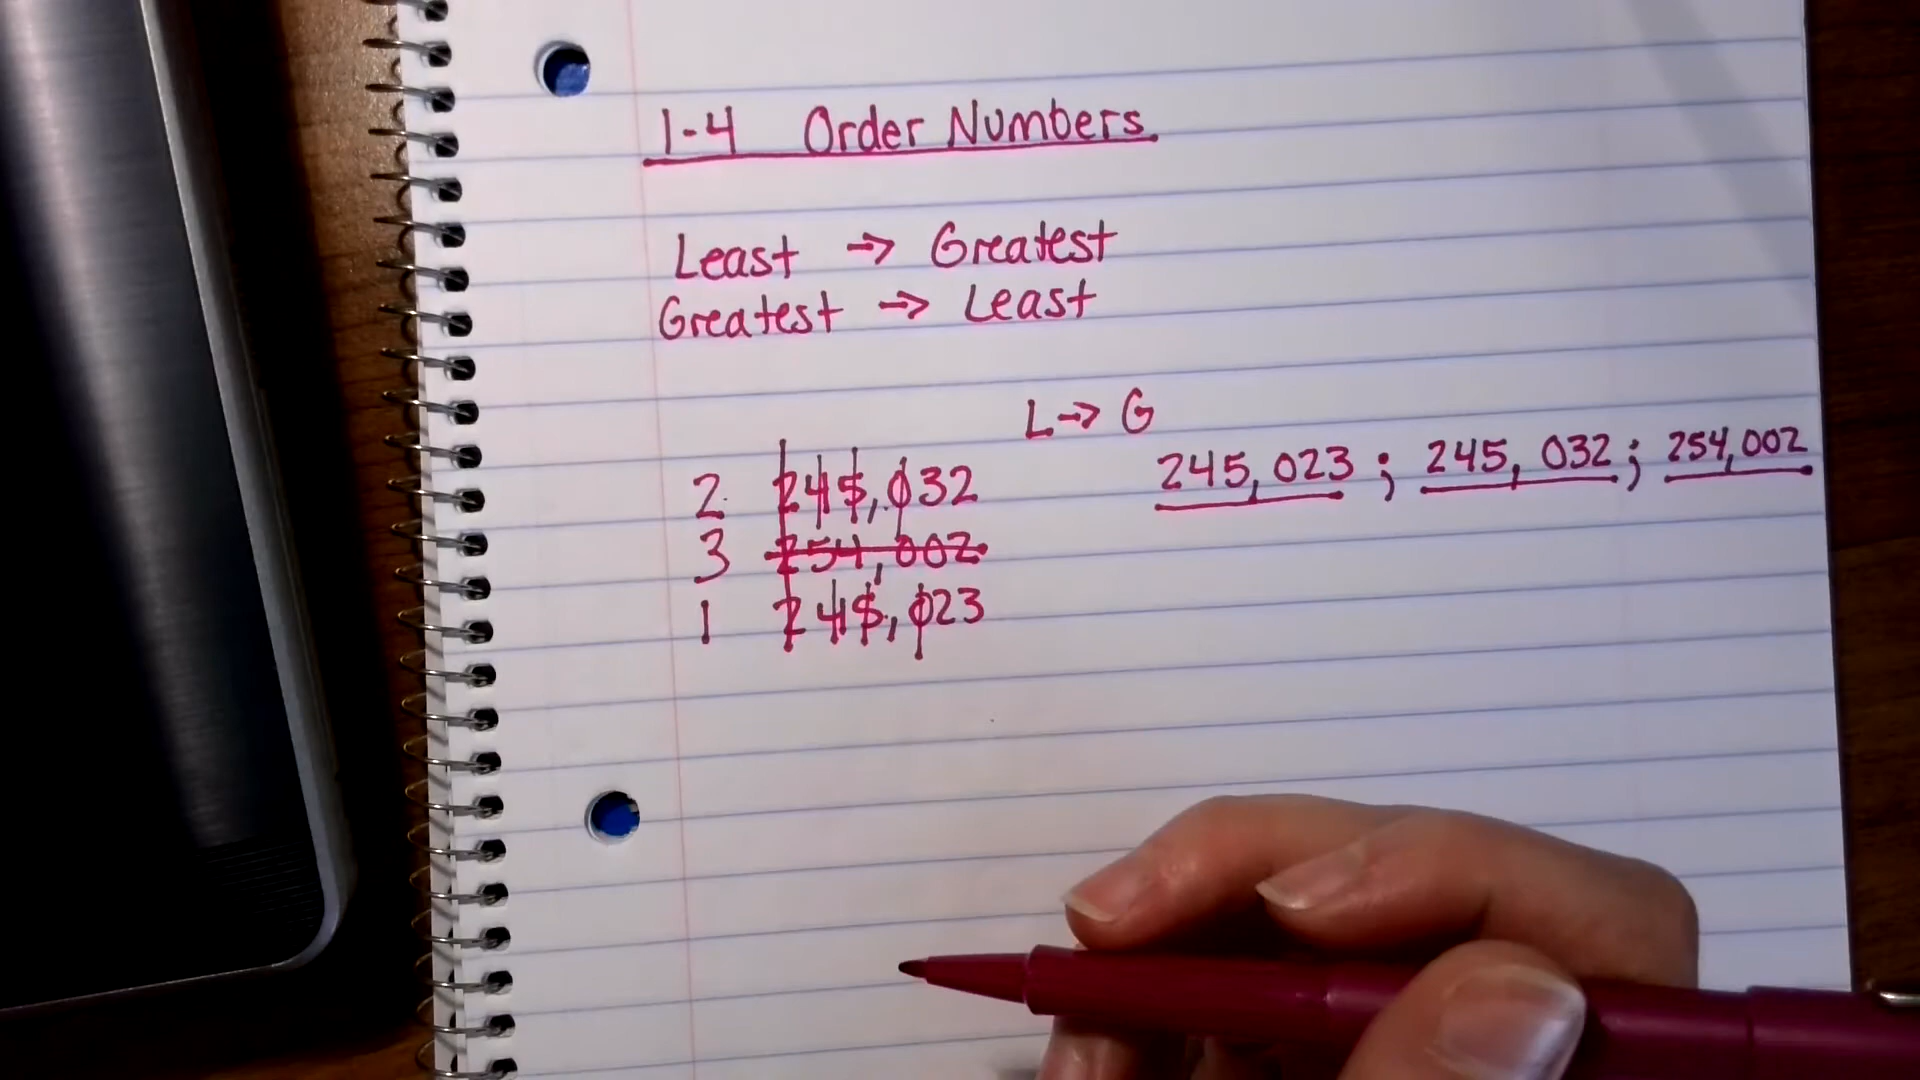 1-4 Order Numbers
Least → Greatest
Greatest → Least
L → G
245,023 ; 245,032 ; 254,002
2 245,032
3 254,002
1 245,023